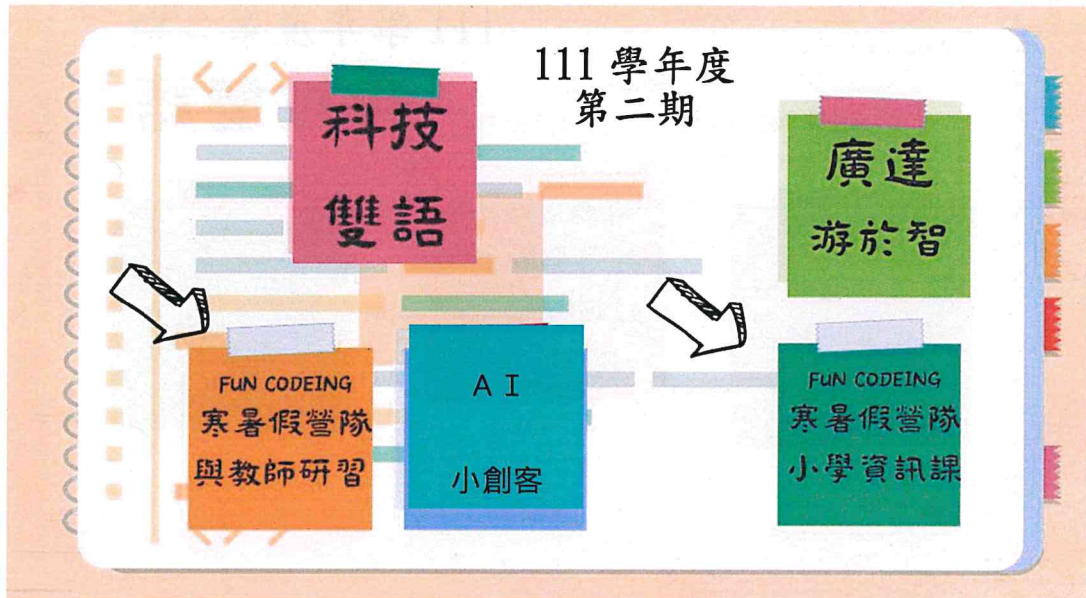 111 學年度
第二期
科技
雙語
廣達
游於智
FUN CODEING
寒暑假營隊
與教師研習
A I
小創客
FUN CODEING
寒暑假營隊
小學資訊課